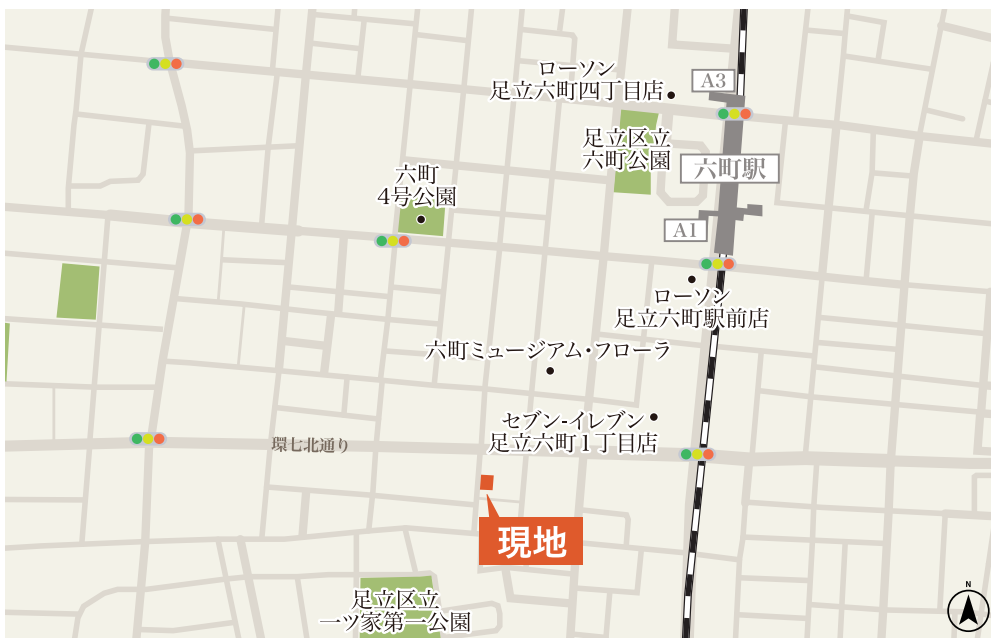 ローソン
足立六町四丁目店
A3
足立区立
六町公園
六町駅
六町
4号公園
A1
ローソン
足立六町駅前店
六町ミュージアム・フローラ
セブン-イレブン
足立六町1丁目店
環七北通り
現地
足立区立
一ツ家第一公園
N